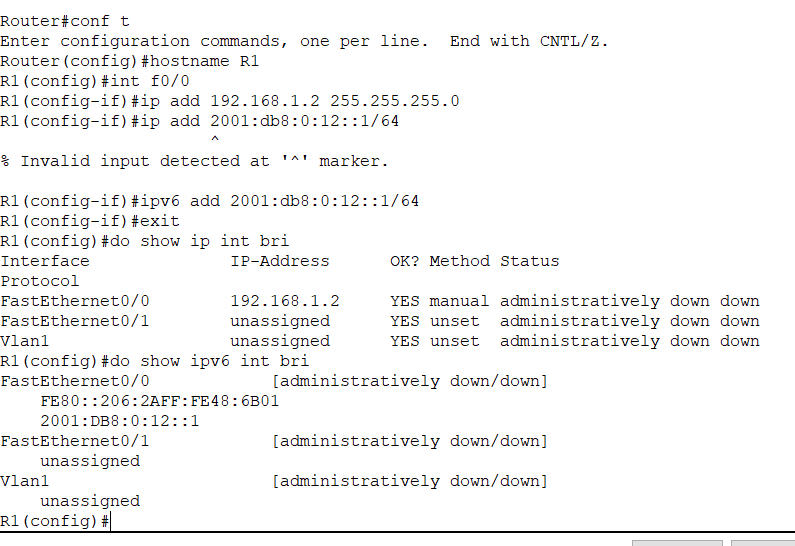 Router#conf t
Enter configuration commands, one per line.  End with CNTL/Z.
Router(config)#hostname R1
R1(config)#int f0/0
R1(config-if)#ip add 192.168.1.2 255.255.255.0
R1(config-if)#ip add 2001:db8:0:12::1/64
                     ^
% Invalid input detected at '^' marker.

R1(config-if)#ipv6 add 2001:db8:0:12::1/64
R1(config-if)#exit
R1(config)#do show ip int bri
Interface              IP-Address      OK? Method Status
Protocol
FastEthernet0/0        192.168.1.2     YES manual administratively down down
FastEthernet0/1        unassigned      YES unset  administratively down down
Vlan1                  unassigned      YES unset  administratively down down
R1(config)#do show ipv6 int bri
FastEthernet0/0            [administratively down/down]
    FE80::206:2AFF:FE48:6B01
    2001:DB8:0:12::1
FastEthernet0/1            [administratively down/down]
    unassigned
Vlan1                      [administratively down/down]
    unassigned
R1(config)#